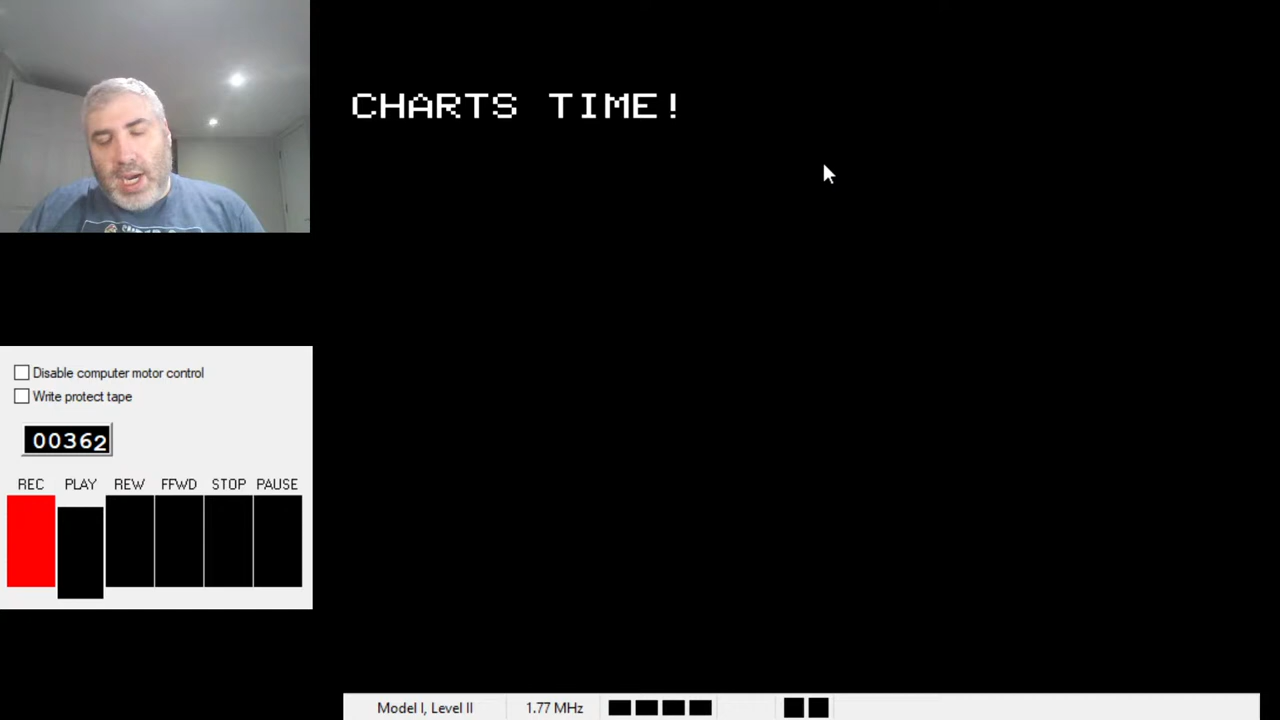 CHARTS TIME!
Disable computer motor control
Write protect tape
00362
REC PLAY REW FFWD STOP PAUSE
Model I, Level II 1.77 MHz